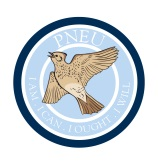 PNEU
I AM, I CAN, I OUGHT, I WILL